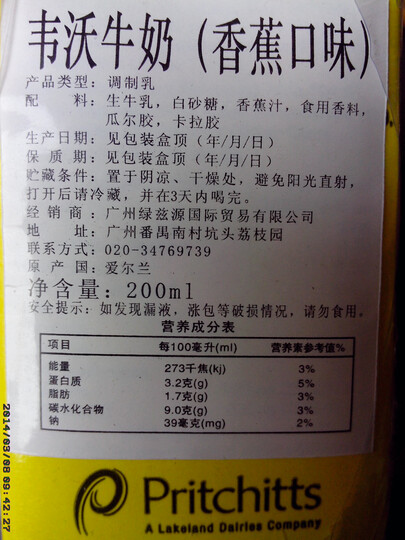 韦沃牛奶（香蕉口味）
产品类型：调制乳
配 料：生牛乳，白砂糖，香蕉汁，食用香料，
瓜尔胶，卡拉胶
生产日期：见包装盒顶（年/月/日）
保 质 期：见包装盒顶（年/月/日）
贮藏条件：置于阴凉、干燥处，避免阳光直射，
打开后请冷藏，并在3天内喝完。
经 销 商：广州绿兹源国际贸易有限公司
地 址：广州番禺南村坑头荔枝园
联系方式：020-34769739
原 产 国：爱尔兰
净含量：200ml
安全提示：如发现漏液，涨包等破损情况，请勿食用。
营养成分表
项目 每100毫升(ml) 营养素参考值%
能量 273千焦(kj) 3%
蛋白质 3.2克(g) 5%
脂肪 1.7克(g) 3%
碳水化合物 9.0克(g) 3%
钠 39毫克(mg) 2%
Pritchitts
A Lakeland Dairies Company
2014/03/08 09:42:27